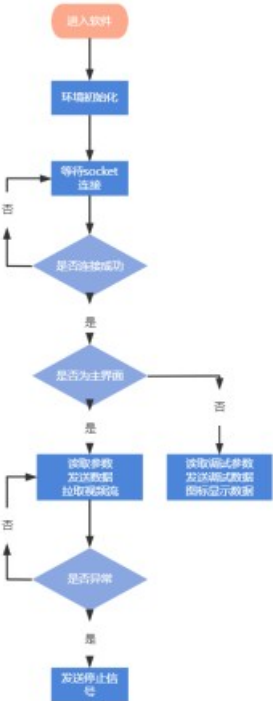 进入软件
环境初始化
等待socket
连接
否
是否连接成功
是
是否为主界面
是
否
读取参数
发送数据
拉取视频流
读取调试参数
发送调试数据
图标显示数据
否
是否异常
是
发送停止信
号